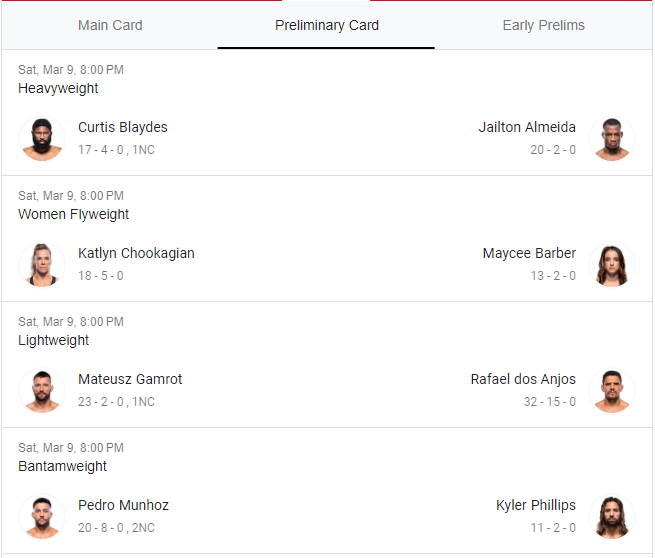 Main Card Preliminary Card Early Prelims
Sat, Mar 9, 8:00 PM
Heavyweight
Curtis Blaydes Jailton Almeida
17 - 4 - 0 , 1NC 20 - 2 - 0
Sat, Mar 9, 8:00 PM
Women Flyweight
Katlyn Chookagian Maycee Barber
18 - 5 - 0 13 - 2 - 0
Sat, Mar 9, 8:00 PM
Lightweight
Mateusz Gamrot Rafael dos Anjos
23 - 2 - 0 , 1NC 32 - 15 - 0
Sat, Mar 9, 8:00 PM
Bantamweight
Pedro Munhoz Kyler Phillips
20 - 8 - 0 , 2NC 11 - 2 - 0